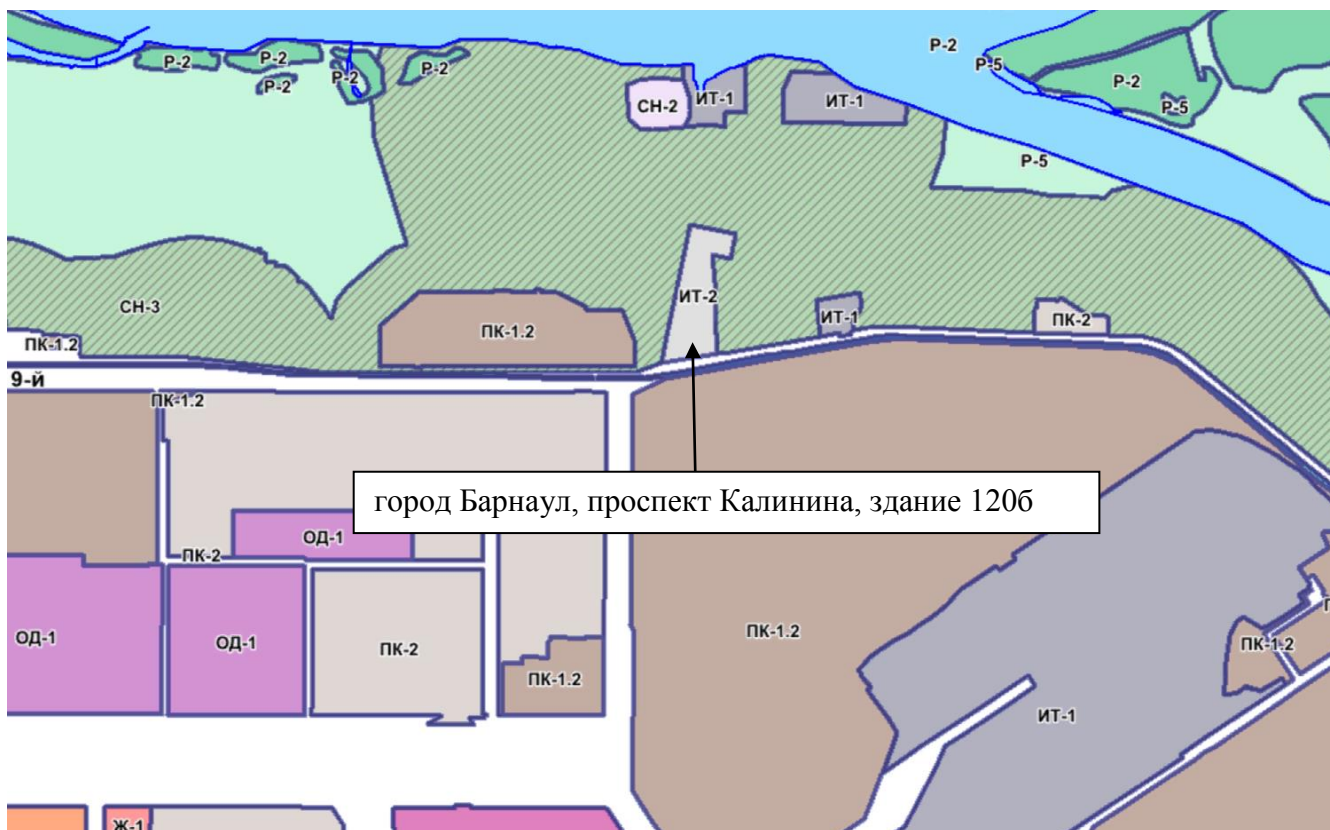 Р-2
Р-2
Р-2
Р-2
Р-2
Р-2
Р-5
Р-2
Р-5
СН-2
ИТ-1
ИТ-1
Р-5
СН-3
ИТ-2
ПК-1.2
ИТ-1
ПК-2
ПК-1.2
9-й
ПК-1.2
город Барнаул, проспект Калинина, здание 120б
ОД-1
ПК-2
ОД-1
ОД-1
ПК-2
ПК-1.2
ПК-1.2
ПК-1.2
ИТ-1
Ж-1